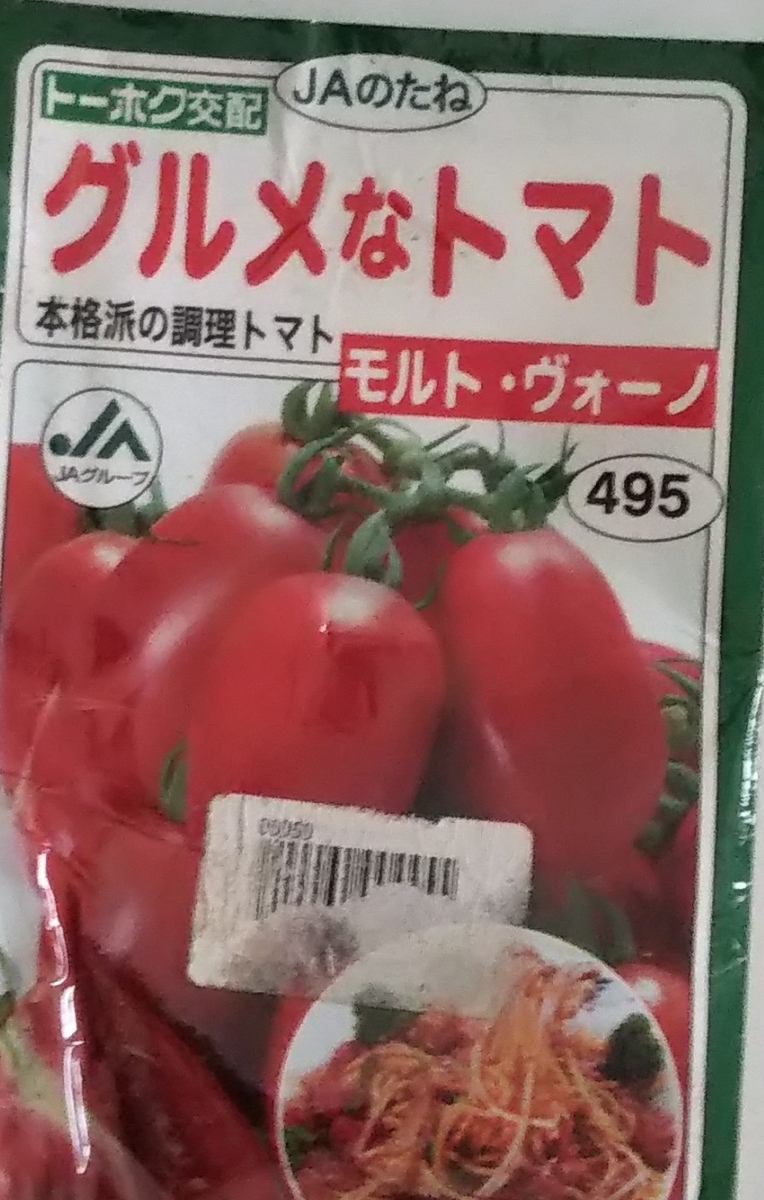 JAのたね
トーホク交配
グルメなトマト
本格派の調理トマト
モルト・ヴォーノ
JAグループ
495